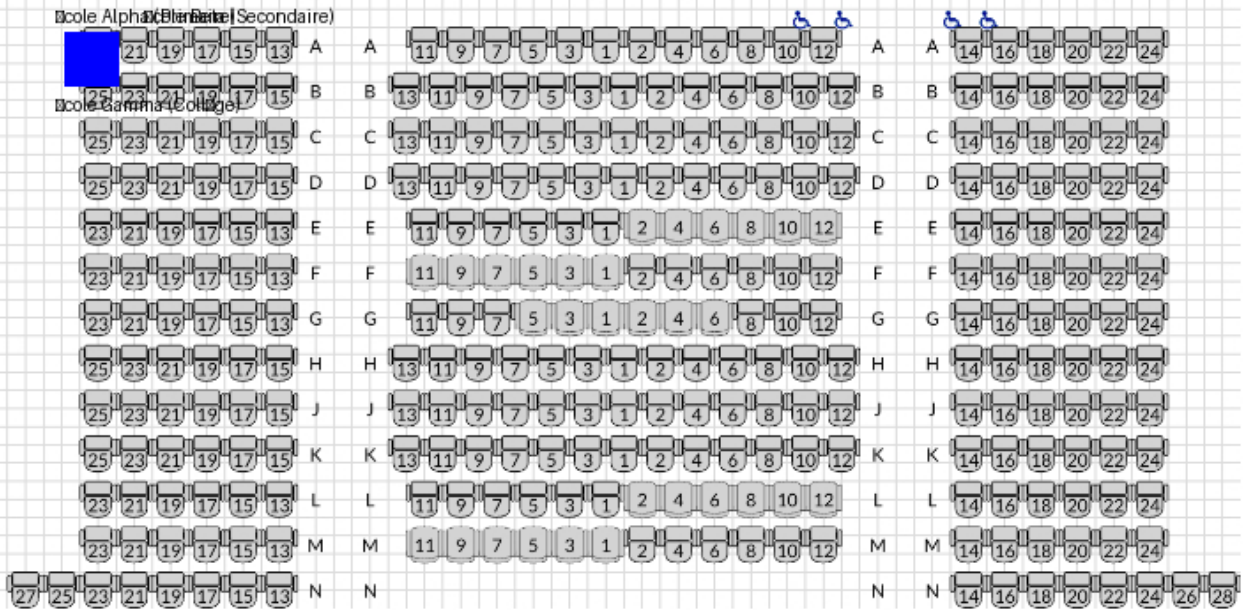 cole Alpha (Secondaire)
21 19 17 15 13 A A 11 9 7 5 3 1 2 4 6 8 10 12 A A 14 16 18 20 22 24
25 23 21 19 17 15 B B 13 11 9 7 5 3 1 2 4 6 8 10 12 B B 14 16 18 20 22 24
cole Gamma
25 23 21 19 17 15 C C 13 11 9 7 5 3 1 2 4 6 8 10 12 C C 14 16 18 20 22 24
25 23 21 19 17 15 D D 13 11 9 7 5 3 1 2 4 6 8 10 12 D D 14 16 18 20 22 24
23 21 19 17 15 13 E E 11 9 7 5 3 1 2 4 6 8 10 12 E E 14 16 18 20 22 24
23 21 19 17 15 13 F F 11 9 7 5 3 1 2 4 6 8 10 12 F F 14 16 18 20 22 24
23 21 19 17 15 13 G G 11 9 7 5 3 1 2 4 6 8 10 12 G G 14 16 18 20 22 24
25 23 21 19 17 15 H H 13 11 9 7 5 3 1 2 4 6 8 10 12 H H 14 16 18 20 22 24
25 23 21 19 17 15 J J 13 11 9 7 5 3 1 2 4 6 8 10 12 J J 14 16 18 20 22 24
25 23 21 19 17 15 K K 13 11 9 7 5 3 1 2 4 6 8 10 12 K K 14 16 18 20 22 24
23 21 19 17 15 13 L L 11 9 7 5 3 1 2 4 6 8 10 12 L L 14 16 18 20 22 24
23 21 19 17 15 13 M M 11 9 7 5 3 1 2 4 6 8 10 12 M M 14 16 18 20 22 24
27 25 23 21 19 17 15 13 N N N N 14 16 18 20 22 24 26 28